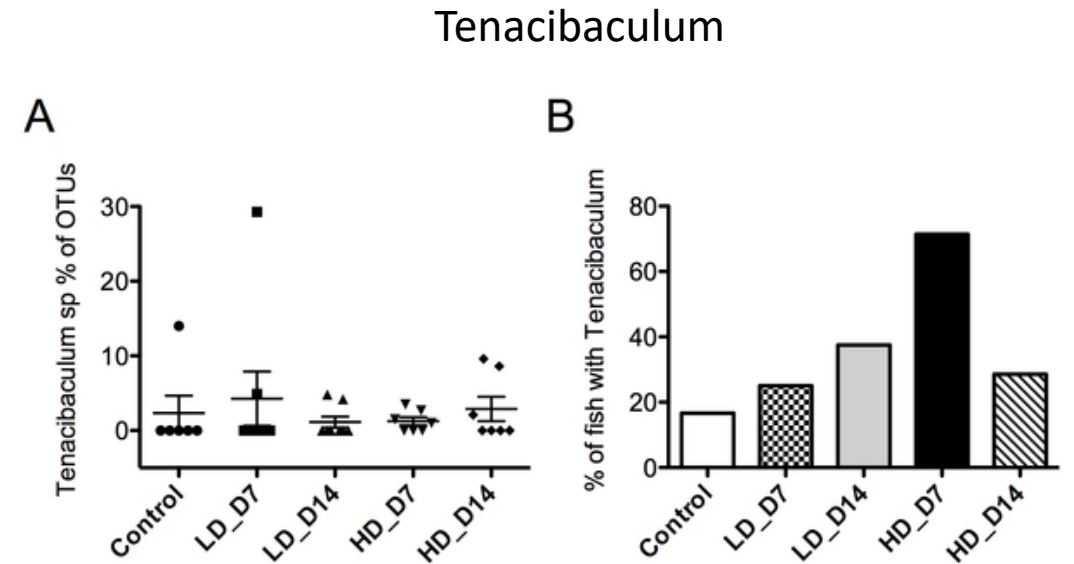 Tenacibaculum
A
Tenacibaculum sp % of OTUs
30
20
10
0
Control
LD_D7
LD_D14
HD_D7
HD_D14
B
% of fish with Tenacibaculum
80
60
40
20
0
Control
LD_D7
LD_D14
HD_D7
HD_D14